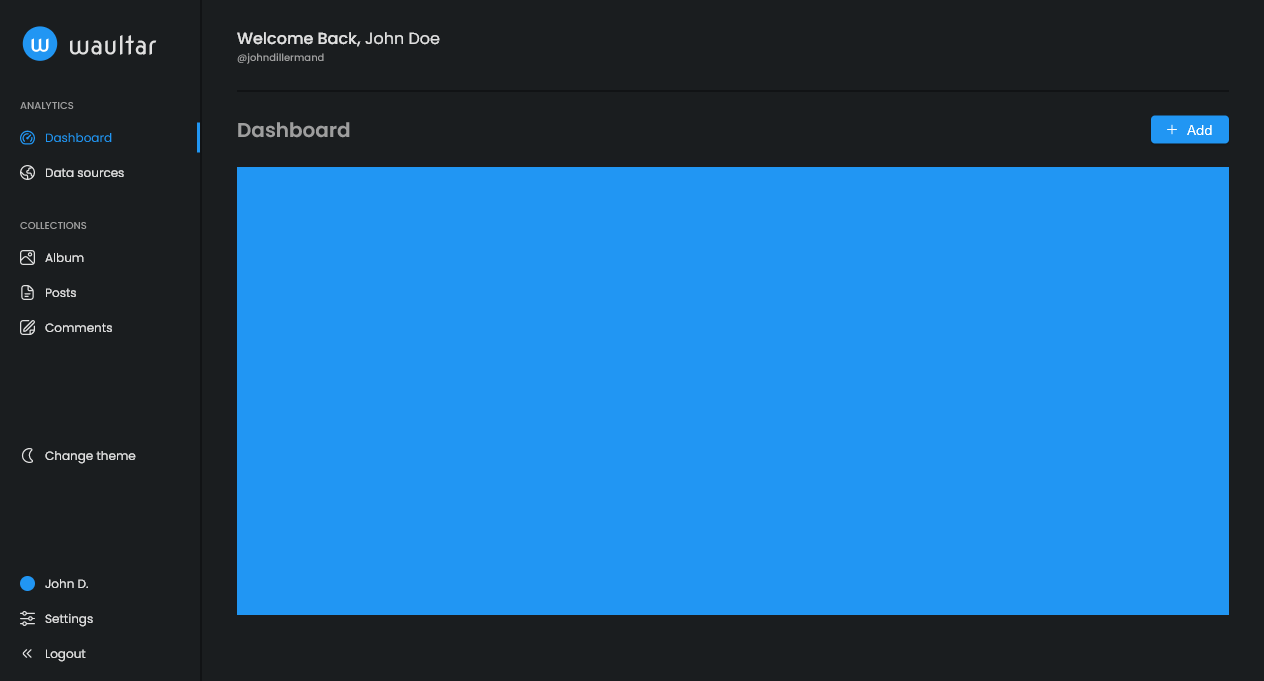 w waultar
ANALYTICS
Dashboard
Data sources
COLLECTIONS
Album
Posts
Comments
Change theme
John D.
Settings
Logout
Welcome Back, John Doe
@johndillermand
Dashboard
+ Add